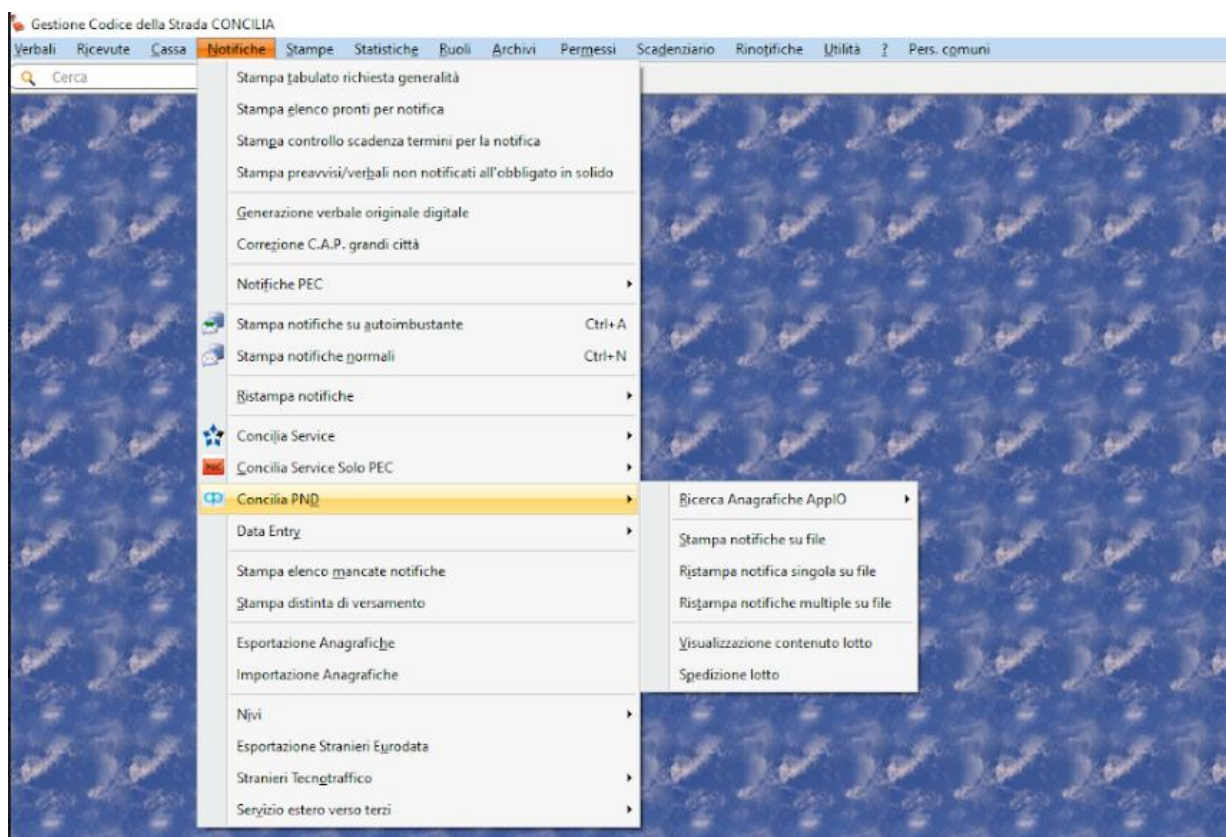 Gestione Codice della Strada CONCILIA
Verbali Ricevute Cassa Notifiche Stampe Statistiche Ruoli Archivi Permessi Scadenziario Rinotifiche Utilità ? Pers. comuni
Cerca
Stampa tabulato richiesta generalità
Stampa elenco pronti per notifica
Stampa controllo scadenza termini per la notifica
Stampa preavvisi/verbali non notificati all'obbligato in solido
Generazione verbale originale digitale
Correzione C.A.P. grandi città
Notifiche PEC
Stampa notifiche su autoimbustante Ctrl+A
Stampa notifiche normali Ctrl+N
Ristampa notifiche
Concilia Service
Concilia Service Solo PEC
Concilia PND
Data Entry
Stampa elenco mancate notifiche
Stampa distinta di versamento
Esportazione Anagrafiche
Importazione Anagrafiche
Nivi
Esportazione Stranieri Eurodata
Stranieri Tecnotraffico
Servizio estero verso terzi
Ricerca Anagrafiche AppIO
Stampa notifiche su file
Ristampa notifica singola su file
Ristampa notifiche multiple su file
Visualizzazione contenuto lotto
Spedizione lotto